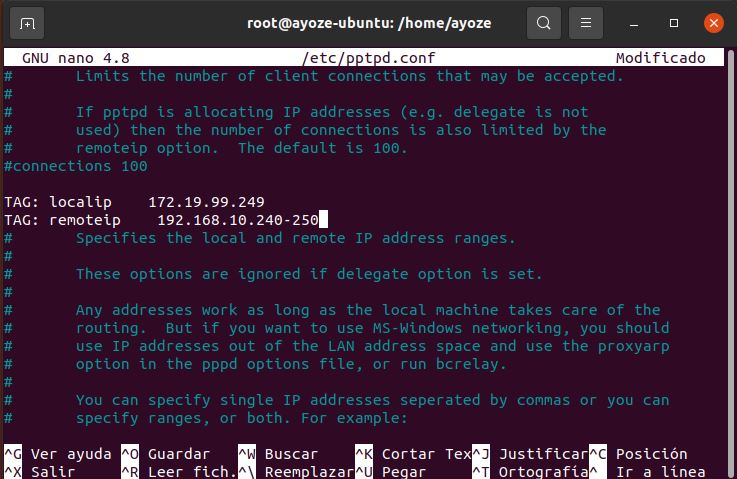 root@ayoze-ubuntu: /home/ayoze
GNU nano 4.8 /etc/pptpd.conf Modificado
# Limits the number of client connections that may be accepted.
#
# If pptpd is allocating IP addresses (e.g. delegate is not
# used) then the number of connections is also limited by the
# remoteip option. The default is 100.
#connections 100
TAG: localip 172.19.99.249
TAG: remoteip 192.168.10.240-250
# Specifies the local and remote IP address ranges.
#
# These options are ignored if delegate option is set.
#
# Any addresses work as long as the local machine takes care of the
# routing. But if you want to use MS-Windows networking, you should
# use IP addresses out of the LAN address space and use the proxyarp
# option in the pppd options file, or run bcrelay.
#
# You can specify single IP addresses seperated by commas or you can
# specify ranges, or both. For example:
^G Ver ayuda ^O Guardar ^W Buscar ^K Cortar Tex^J Justificar^C Posición
^X Salir ^R Leer fich.^\ Reemplazar^U Pegar ^T Ortografía^_ Ir a línea